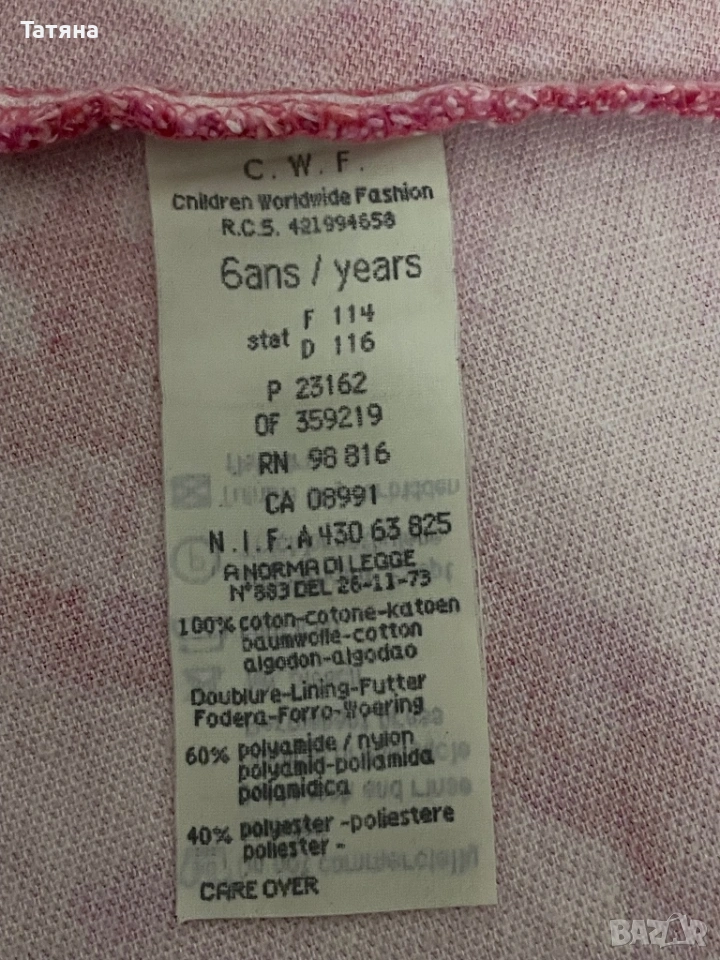 Татяна
C. W. F.
Children Worldwide Fashion
R.C.S. 421994658
6ans / years
stat F 114
D 116
P 23162
OF 359219
RN 98 816
CA 08991
N.I.F. A 430 63 825
A NORMA DI LEGGE
N°883 DEL 26-11-73
100% coton-cotone-katoen
baumwolle-cotton
algodon-algodao
Doublure-Lining-Futter
Fodera-Forro-Woering
60% polyamide / nylon
polyamid-poliamida
poliamidica
40% polyester -poliestere
poliester -
CARE OVER
BAZAR